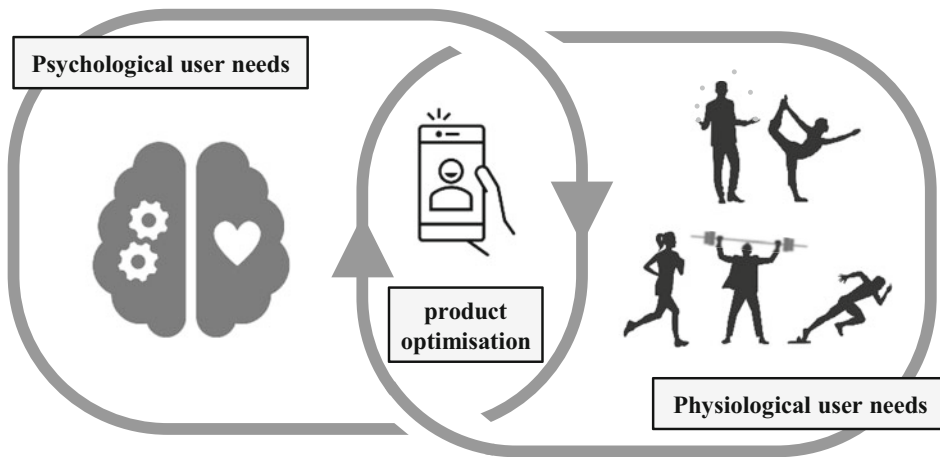 Psychological user needs
product
optimisation
Physiological user needs